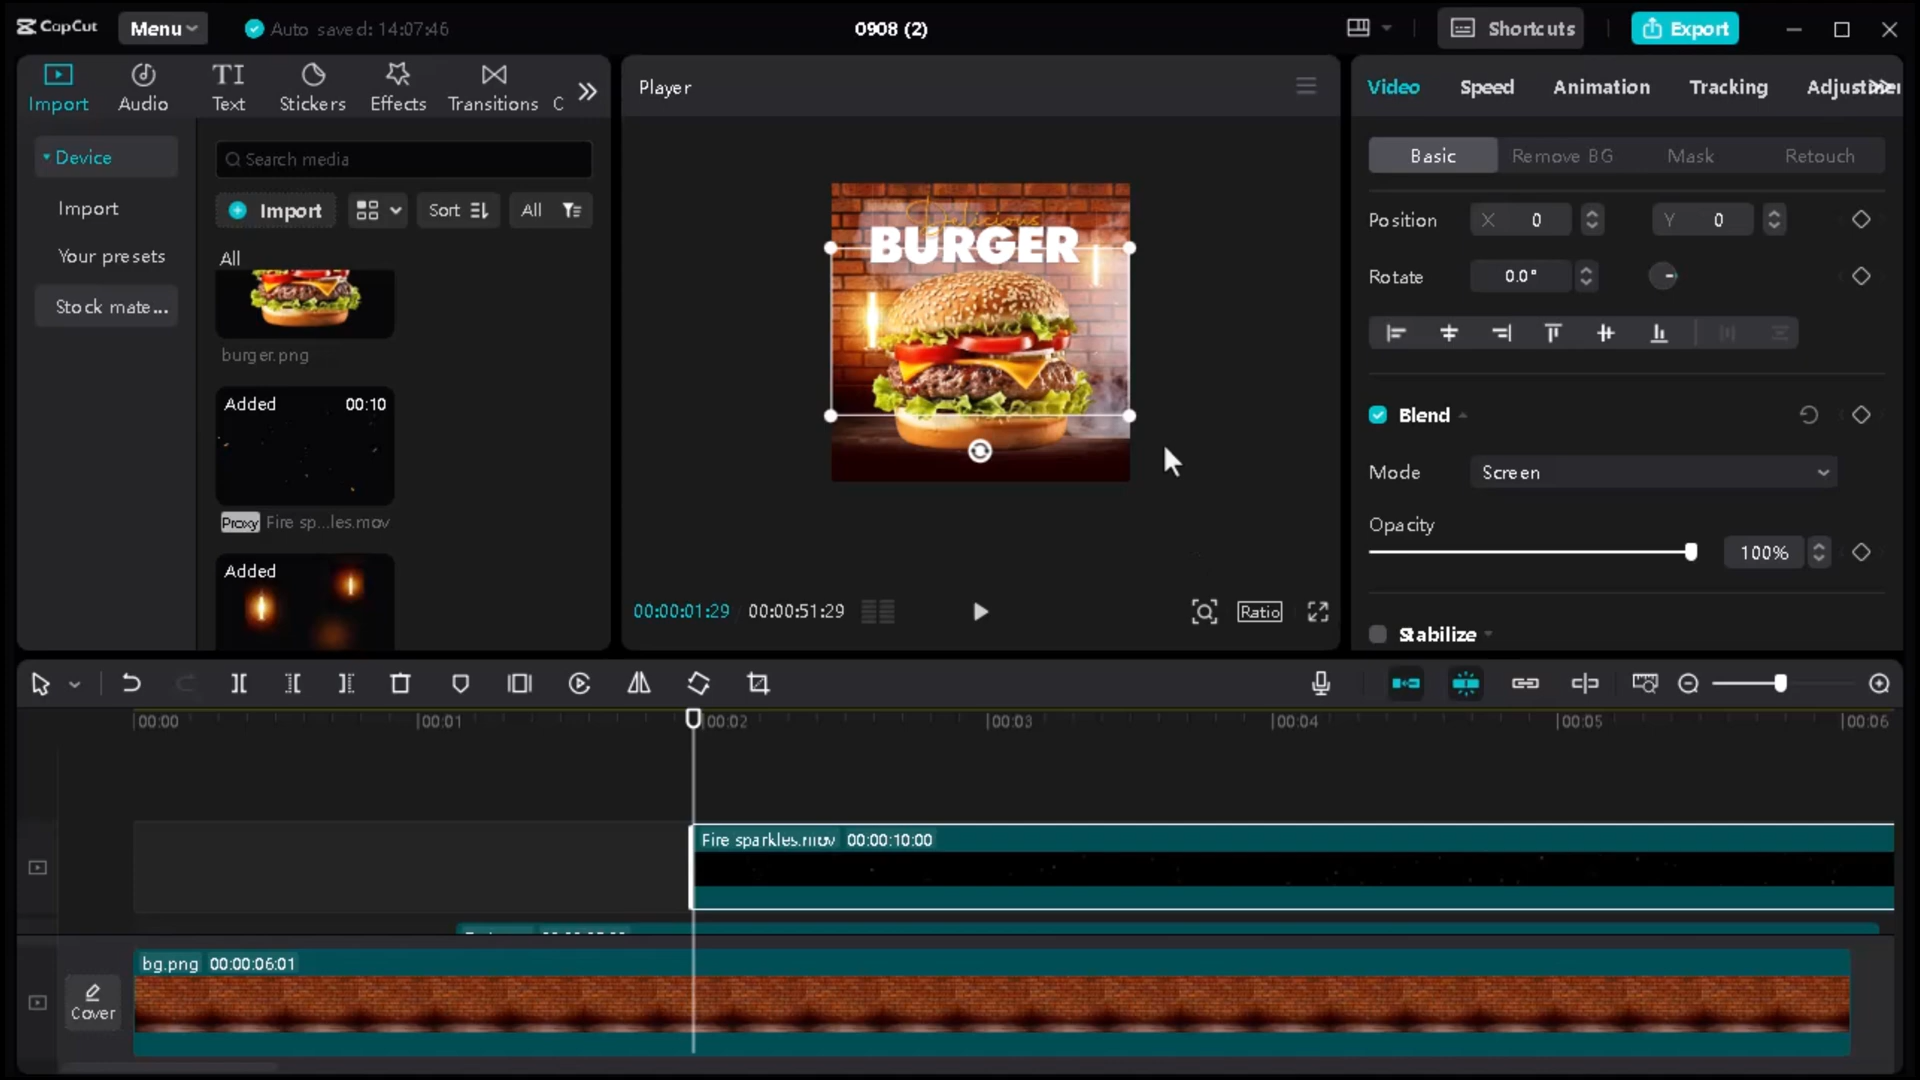 CapCut
Menu
Auto saved: 14:07:46
0908 (2)
Shortcuts
Export
Import
Audio
TI
Text
Stickers
Effects
Transitions
C
Player
Video
Speed
Animation
Tracking
Device
Import
Your presets
Stock mate...
Search media
Import
Sort
All
All
burger.png
Added 00:10
Proxy Fire sp...les.mov
Added
Delicious
BURGER
00:00:01:29 00:00:51:29
Ratio
Basic
Remove BG
Mask
Retouch
Position X 0 Y 0
Rotate 0.0°
Blend
Mode Screen
Opacity
100%
Stabilize
00:00 00:01 00:02 00:03 00:04 00:05 00:06
Fire sparkles.mov 00:00:10:00
bg.png 00:00:06:01
Cover